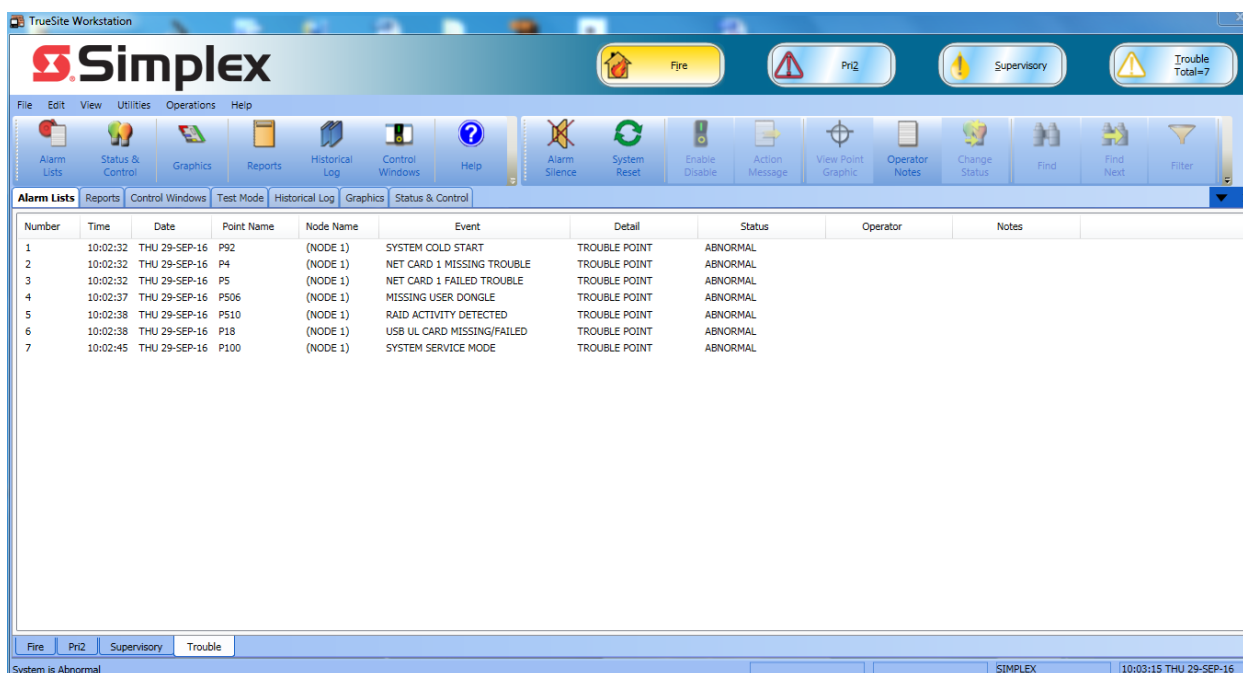 TrueSite Workstation
Simplex
Fire
Pri2
Supervisory
Trouble
Total=7
File Edit View Utilities Operations Help
Alarm Lists
Status & Control
Graphics
Reports
Historical Log
Control Windows
Help
Alarm Silence
System Reset
Enable Disable
Action Message
View Point Graphic
Operator Notes
Change Status
Find
Find Next
Filter
Alarm Lists Reports Control Windows Test Mode Historical Log Graphics Status & Control
Number Time Date Point Name Node Name Event Detail Status Operator Notes
1 10:02:32 THU 29-SEP-16 P92 (NODE 1) SYSTEM COLD START TROUBLE POINT ABNORMAL
2 10:02:32 THU 29-SEP-16 P4 (NODE 1) NET CARD 1 MISSING TROUBLE TROUBLE POINT ABNORMAL
3 10:02:32 THU 29-SEP-16 P5 (NODE 1) NET CARD 1 FAILED TROUBLE TROUBLE POINT ABNORMAL
4 10:02:37 THU 29-SEP-16 P506 (NODE 1) MISSING USER DONGLE TROUBLE POINT ABNORMAL
5 10:02:38 THU 29-SEP-16 P510 (NODE 1) RAID ACTIVITY DETECTED TROUBLE POINT ABNORMAL
6 10:02:38 THU 29-SEP-16 P18 (NODE 1) USB UL CARD MISSING/FAILED TROUBLE POINT ABNORMAL
7 10:02:45 THU 29-SEP-16 P100 (NODE 1) SYSTEM SERVICE MODE TROUBLE POINT ABNORMAL
Fire Pri2 Supervisory Trouble
System is Abnormal SIMPLEX 10:03:15 THU 29-SEP-16